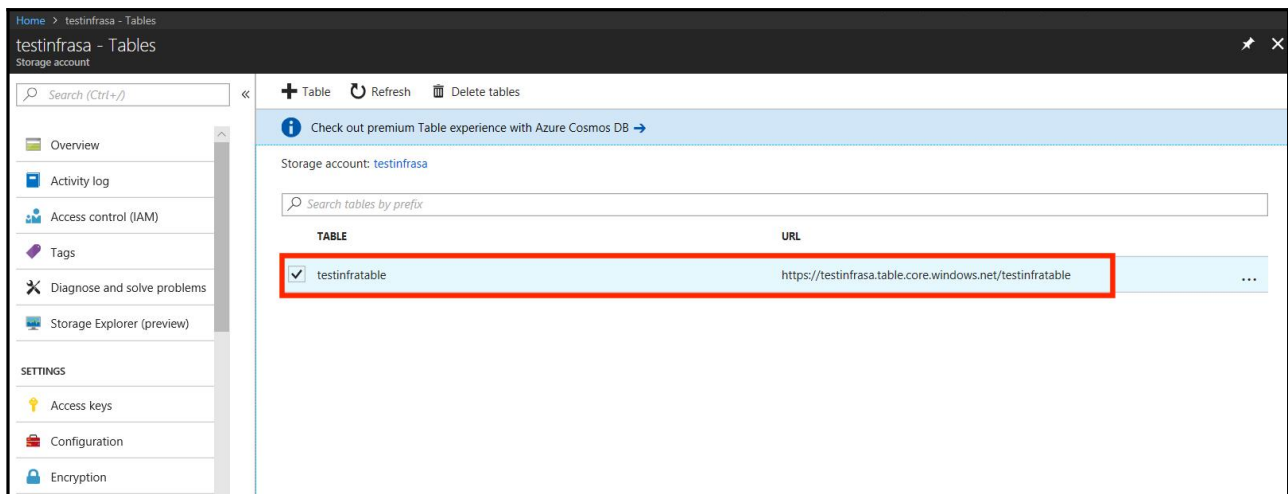 Home > testinfrasa - Tables
testinfrasa - Tables
Storage account
Search (Ctrl+/)
Overview
Activity log
Access control (IAM)
Tags
Diagnose and solve problems
Storage Explorer (preview)
SETTINGS
Access keys
Configuration
Encryption
Table Refresh Delete tables
Check out premium Table experience with Azure Cosmos DB →
Storage account: testinfrasa
Search tables by prefix
TABLE URL
testinfratable https://testinfrasa.table.core.windows.net/testinfratable ...